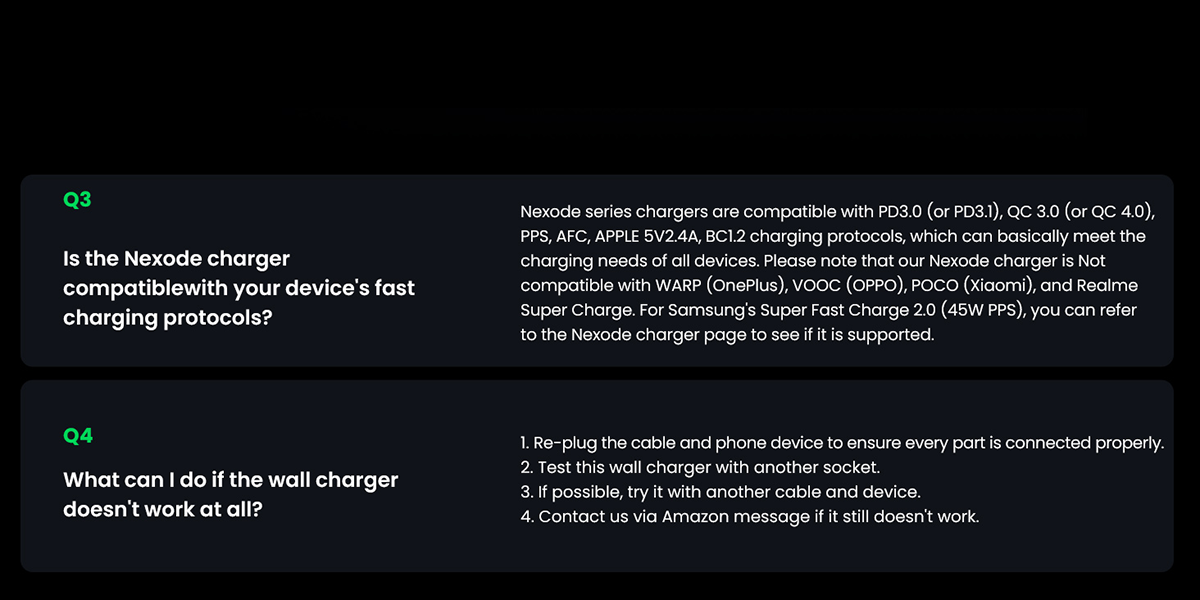 Q3
Is the Nexode charger
compatiblewith your device's fast
charging protocols?
Nexode series chargers are compatible with PD3.0 (or PD3.1), QC 3.0 (or QC 4.0),
PPS, AFC, APPLE 5V2.4A, BC1.2 charging protocols, which can basically meet the
charging needs of all devices. Please note that our Nexode charger is Not
compatible with WARP (OnePlus), VOOC (OPPO), POCO (Xiaomi), and Realme
Super Charge. For Samsung's Super Fast Charge 2.0 (45W PPS), you can refer
to the Nexode charger page to see if it is supported.
Q4
What can I do if the wall charger
doesn't work at all?
1. Re-plug the cable and phone device to ensure every part is connected properly.
2. Test this wall charger with another socket.
3. If possible, try it with another cable and device.
4. Contact us via Amazon message if it still doesn't work.